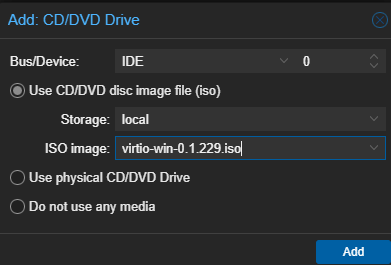 Add: CD/DVD Drive
Bus/Device: IDE 0
Use CD/DVD disc image file (iso)
Storage: local
ISO image: virtio-win-0.1.229.iso
Use physical CD/DVD Drive
Do not use any media
Add